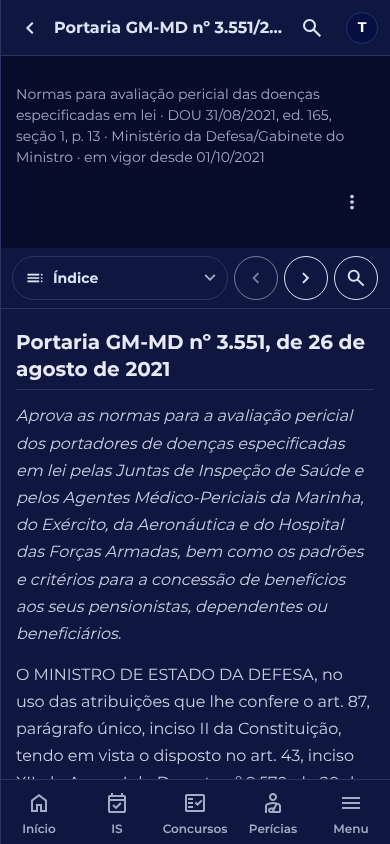 Portaria GM-MD nº 3.551/2...
T
Normas para avaliação pericial das doenças
especificadas em lei · DOU 31/08/2021, ed. 165,
seção 1, p. 13 · Ministério da Defesa/Gabinete do
Ministro · em vigor desde 01/10/2021
Índice
Portaria GM-MD nº 3.551, de 26 de
agosto de 2021
Aprova as normas para a avaliação pericial
dos portadores de doenças especificadas
em lei pelas Juntas de Inspeção de Saúde e
pelos Agentes Médico-Periciais da Marinha,
do Exército, da Aeronáutica e do Hospital
das Forças Armadas, bem como os padrões
e critérios para a concessão de benefícios
aos seus pensionistas, dependentes ou
beneficiários.
O MINISTRO DE ESTADO DA DEFESA, no
uso das atribuições que lhe confere o art. 87,
parágrafo único, inciso II da Constituição,
tendo em vista o disposto no art. 43, inciso
Início
IS
Concursos
Perícias
Menu